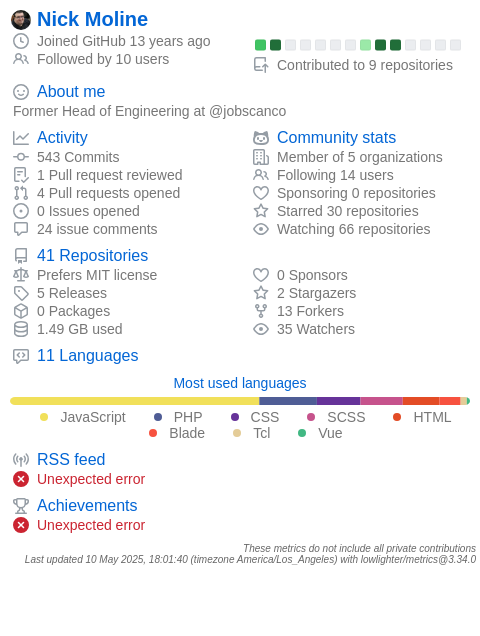 Nick Moline
Joined GitHub 13 years ago
Followed by 10 users
Contributed to 9 repositories
About me
Former Head of Engineering at @jobscanco
Activity
543 Commits
1 Pull request reviewed
4 Pull requests opened
0 Issues opened
24 issue comments
Community stats
Member of 5 organizations
Following 14 users
Sponsoring 0 repositories
Starred 30 repositories
Watching 66 repositories
41 Repositories
Prefers MIT license
5 Releases
0 Packages
1.49 GB used
0 Sponsors
2 Stargazers
13 Forkers
35 Watchers
11 Languages
Most used languages
JavaScript PHP CSS SCSS HTML
Blade Tcl Vue
RSS feed
Unexpected error
Achievements
Unexpected error
These metrics do not include all private contributions
Last updated 10 May 2025, 18:01:40 (timezone America/Los_Angeles) with lowlighter/metrics@3.34.0